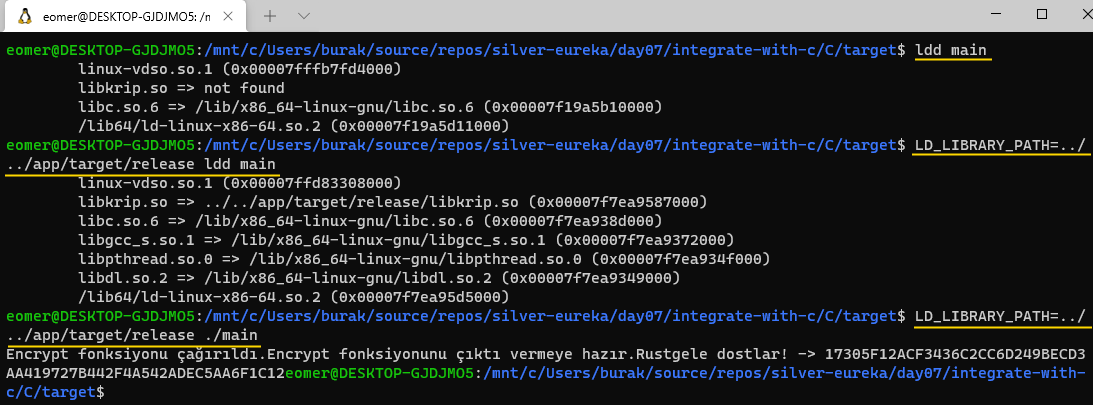 eomer@DESKTOP-GJDJMO5: /m
eomer@DESKTOP-GJDJMO5:/mnt/c/Users/burak/source/repos/silver-eureka/day07/integrate-with-c/C/target$ ldd main
linux-vdso.so.1 (0x00007fffb7fd4000)
libkrip.so => not found
libc.so.6 => /lib/x86_64-linux-gnu/libc.so.6 (0x00007f19a5b10000)
/lib64/ld-linux-x86-64.so.2 (0x00007f19a5d11000)
eomer@DESKTOP-GJDJMO5:/mnt/c/Users/burak/source/repos/silver-eureka/day07/integrate-with-c/C/target$ LD_LIBRARY_PATH=../
../app/target/release ldd main
linux-vdso.so.1 (0x00007ffd83308000)
libkrip.so => ../../app/target/release/libkrip.so (0x00007f7ea9587000)
libc.so.6 => /lib/x86_64-linux-gnu/libc.so.6 (0x00007f7ea938d000)
libgcc_s.so.1 => /lib/x86_64-linux-gnu/libgcc_s.so.1 (0x00007f7ea9372000)
libpthread.so.0 => /lib/x86_64-linux-gnu/libpthread.so.0 (0x00007f7ea934f000)
libdl.so.2 => /lib/x86_64-linux-gnu/libdl.so.2 (0x00007f7ea9349000)
/lib64/ld-linux-x86-64.so.2 (0x00007f7ea95d5000)
eomer@DESKTOP-GJDJMO5:/mnt/c/Users/burak/source/repos/silver-eureka/day07/integrate-with-c/C/target$ LD_LIBRARY_PATH=../
../app/target/release ./main
Encrypt fonksiyonu çağırıldı.Encrypt fonksiyonunu çıktı vermeye hazır.Rustgele dostlar! -> 17305F12ACF3436C2CC6D249BECD3
AA419727B442F4A542ADEC5AA6F1C12eomer@DESKTOP-GJDJMO5:/mnt/c/Users/burak/source/repos/silver-eureka/day07/integrate-with-
c/C/target$